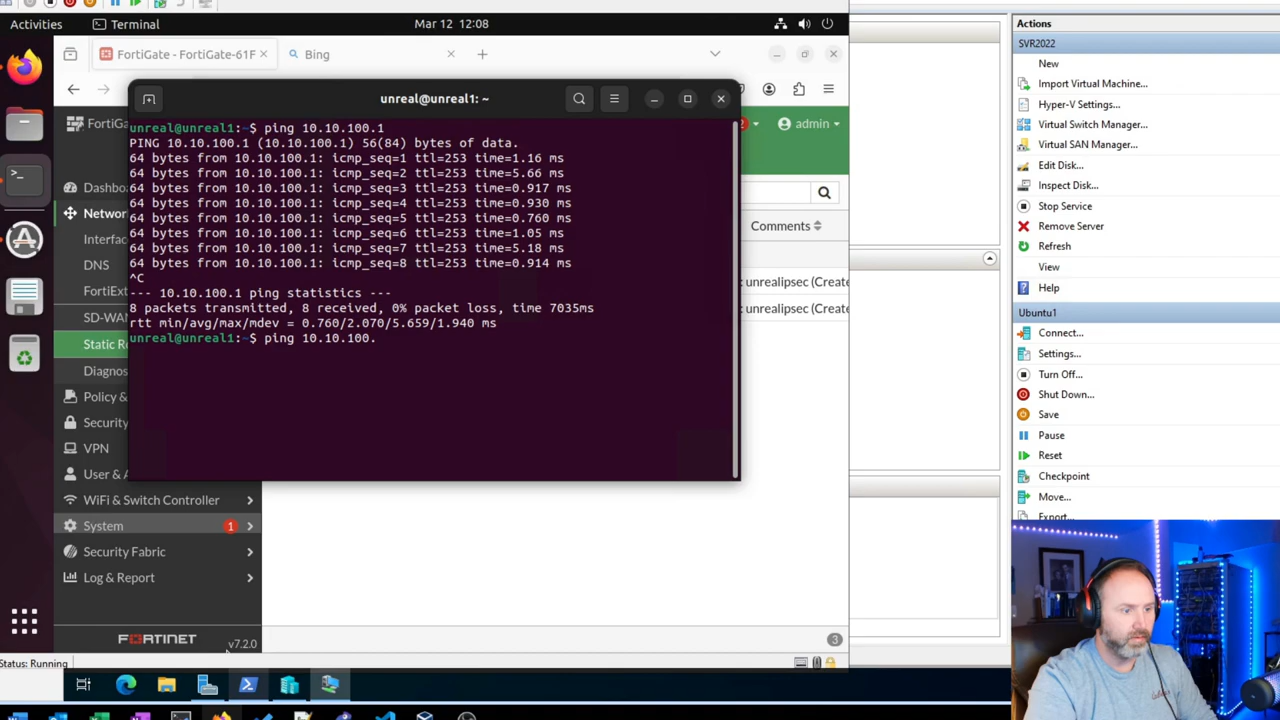 Activities
Terminal
Mar 12 12:08
FortiGate - FortiGate-61F
Bing
unreal@unreal1: ~
admin
unreal@unreal1:~$ ping 10.10.100.1
PING 10.10.100.1 (10.10.100.1) 56(84) bytes of data.
64 bytes from 10.10.100.1: icmp_seq=1 ttl=253 time=1.16 ms
64 bytes from 10.10.100.1: icmp_seq=2 ttl=253 time=5.66 ms
64 bytes from 10.10.100.1: icmp_seq=3 ttl=253 time=0.917 ms
64 bytes from 10.10.100.1: icmp_seq=4 ttl=253 time=0.930 ms
64 bytes from 10.10.100.1: icmp_seq=5 ttl=253 time=0.760 ms
64 bytes from 10.10.100.1: icmp_seq=6 ttl=253 time=1.05 ms
64 bytes from 10.10.100.1: icmp_seq=7 ttl=253 time=5.18 ms
64 bytes from 10.10.100.1: icmp_seq=8 ttl=253 time=0.914 ms
^C
--- 10.10.100.1 ping statistics ---
8 packets transmitted, 8 received, 0% packet loss, time 7035ms
rtt min/avg/max/mdev = 0.760/2.070/5.659/1.940 ms
unreal@unreal1:~$ ping 10.10.100.
FortiGa
Dashbo
Networ
Interfac
DNS
FortiExt
SD-WA
Static Ro
Diagnos
Policy &
Security
VPN
User & A
WiFi & Switch Controller
System
1
Security Fabric
Log & Report
FORTINET
v7.2.0
Comments
: unrealipsec (Create
: unrealipsec (Create
3
Status: Running
Actions
SVR2022
New
Import Virtual Machine...
Hyper-V Settings...
Virtual Switch Manager...
Virtual SAN Manager...
Edit Disk...
Inspect Disk...
Stop Service
Remove Server
Refresh
View
Help
Ubuntu1
Connect...
Settings...
Turn Off...
Shut Down...
Save
Pause
Reset
Checkpoint
Move...
Export...